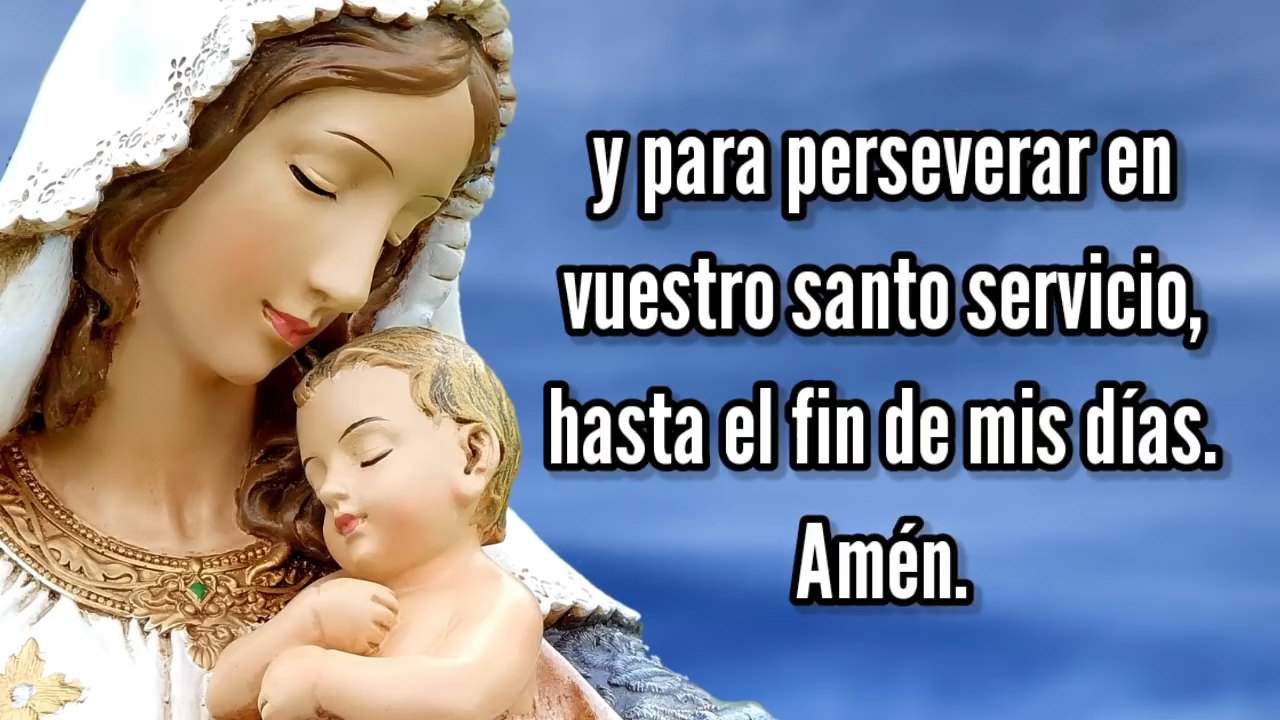 y para perseverar en
vuestro santo servicio,
hasta el fin de mis días.
Amén.